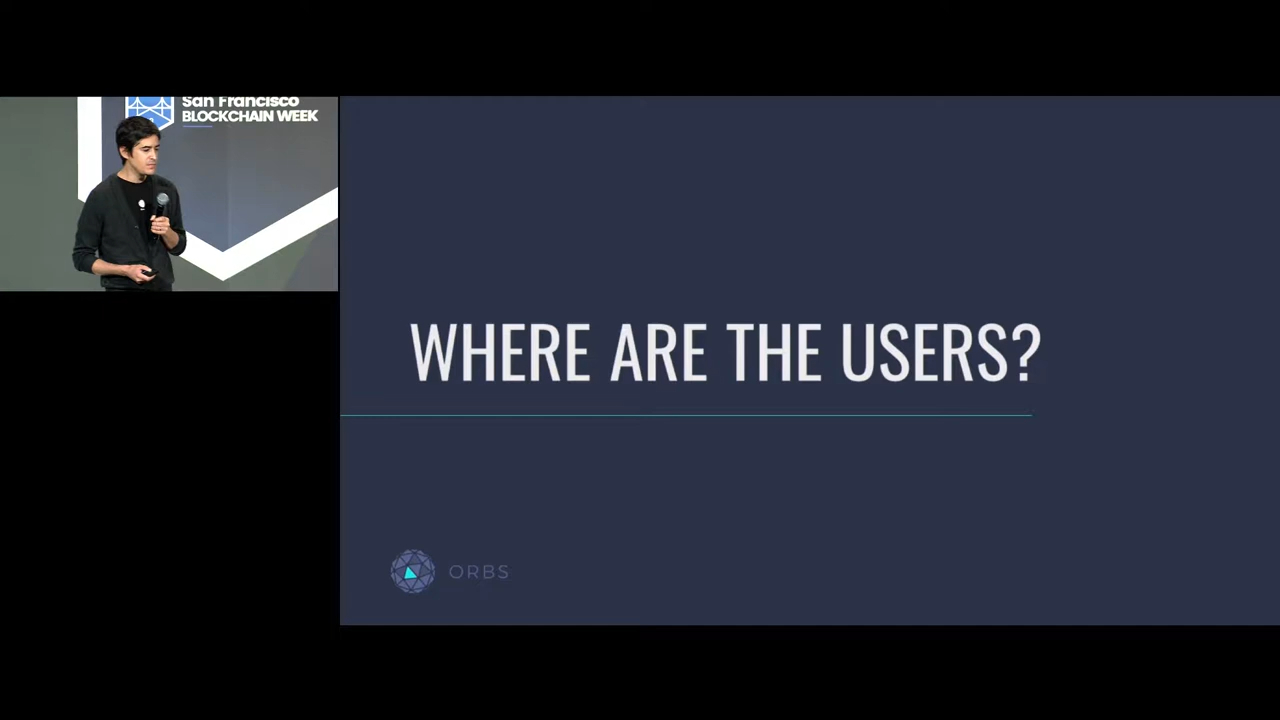 San Francisco
BLOCKCHAIN WEEK
WHERE ARE THE USERS?
ORBS